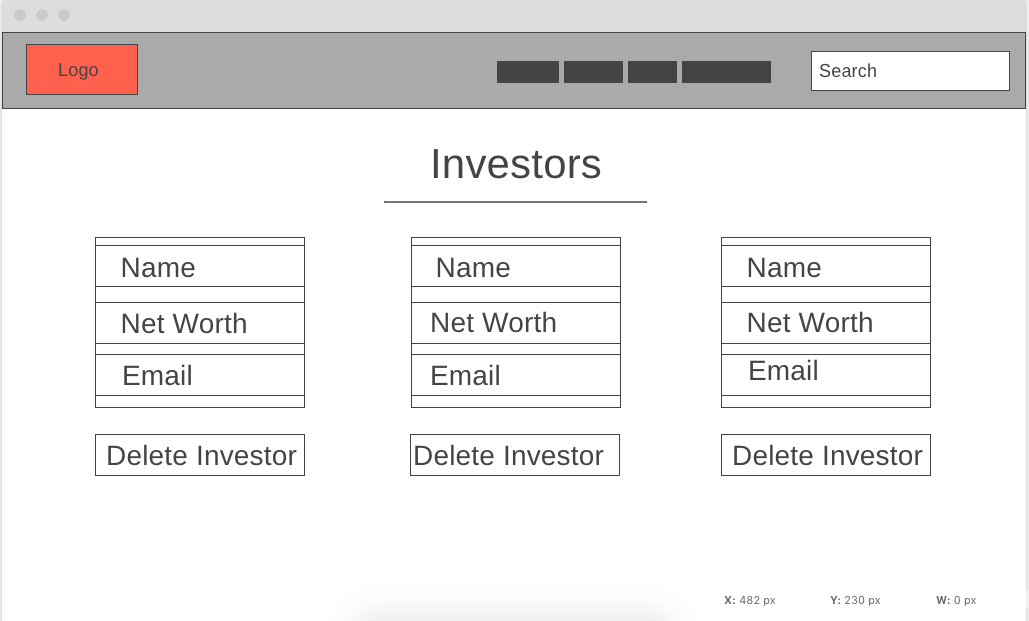 Logo
Search
Investors
Name Name Name
Net Worth Net Worth Net Worth
Email Email Email
Delete Investor Delete Investor Delete Investor
X: 482 px Y: 230 px W: 0 px